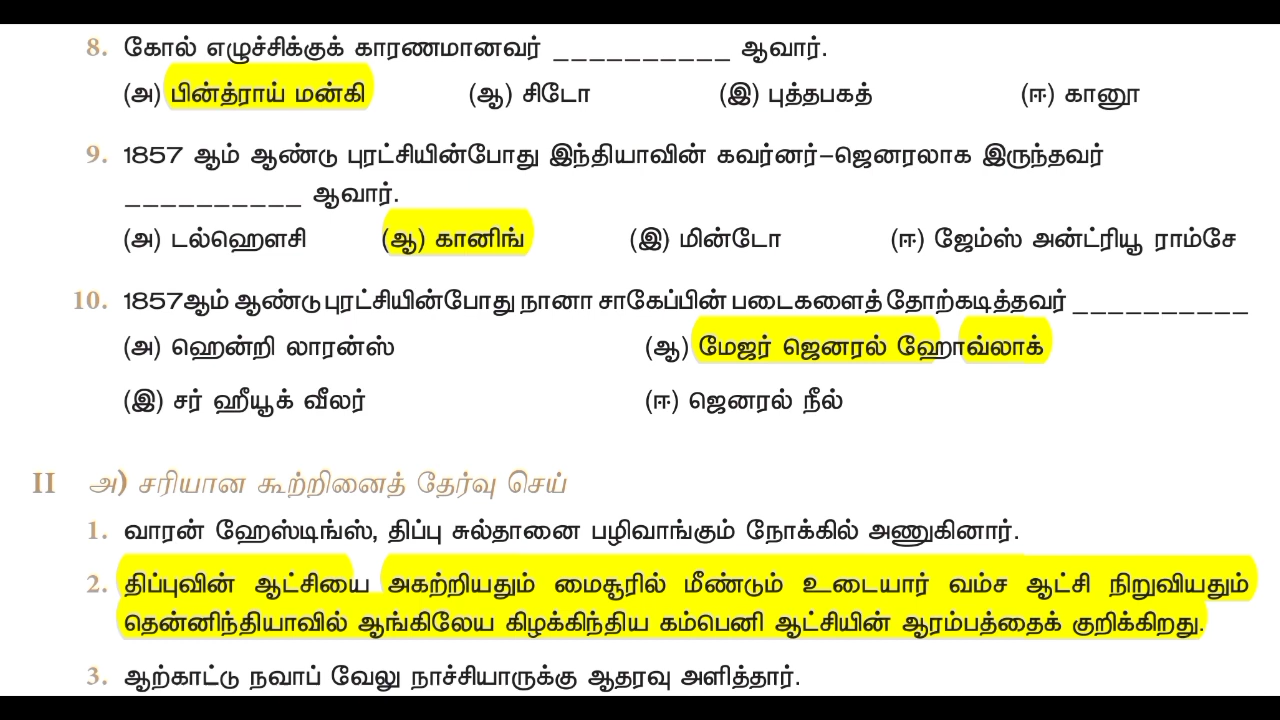 8. கோல் எழுச்சிக்குக் காரணமானவர் __________ ஆவார்.
(அ) பின்த்ராய் மன்கி (ஆ) சிடோ (இ) புத்தபகத் (ஈ) கானூ
9. 1857 ஆம் ஆண்டு புரட்சியின்போது இந்தியாவின் கவர்னர்–ஜெனரலாக இருந்தவர்
__________ ஆவார்.
(அ) டல்ஹௌசி (ஆ) கானிங் (இ) மின்டோ (ஈ) ஜேம்ஸ் அன்ட்ரியூ ராம்சே
10. 1857ஆம் ஆண்டு புரட்சியின்போது நானா சாகேப்பின் படைகளைத் தோற்கடித்தவர் __________
(அ) ஹென்றி லாரன்ஸ் (ஆ) மேஜர் ஜெனரல் ஹோவ்லாக்
(இ) சர் ஹீயூக் வீலர் (ஈ) ஜெனரல் நீல்
II அ) சரியான கூற்றினைத் தேர்வு செய்
1. வாரன் ஹேஸ்டிங்ஸ், திப்பு சுல்தானை பழிவாங்கும் நோக்கில் அணுகினார்.
2. திப்புவின் ஆட்சியை அகற்றியதும் மைசூரில் மீண்டும் உடையார் வம்ச ஆட்சி நிறுவியதும்
தென்னிந்தியாவில் ஆங்கிலேய கிழக்கிந்திய கம்பெனி ஆட்சியின் ஆரம்பத்தைக் குறிக்கிறது.
3. ஆற்காட்டு நவாப் வேலு நாச்சியாருக்கு ஆதரவு அளித்தார்.